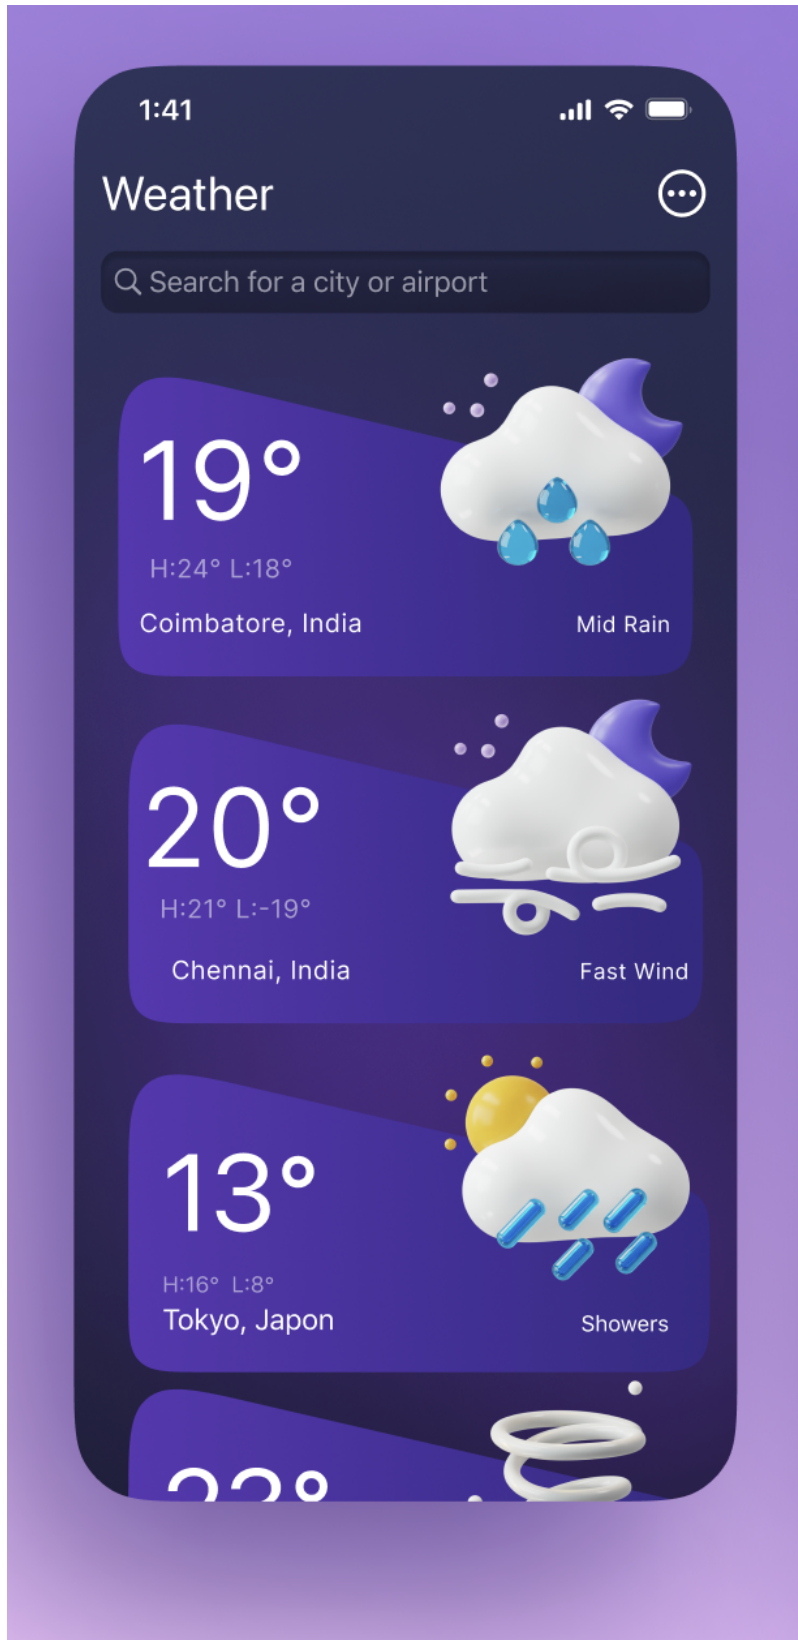 1:41
Weather
Search for a city or airport
19°
H:24° L:18°
Coimbatore, India
Mid Rain
20°
H:21° L:-19°
Chennai, India
Fast Wind
13°
H:16° L:8°
Tokyo, Japon
Showers